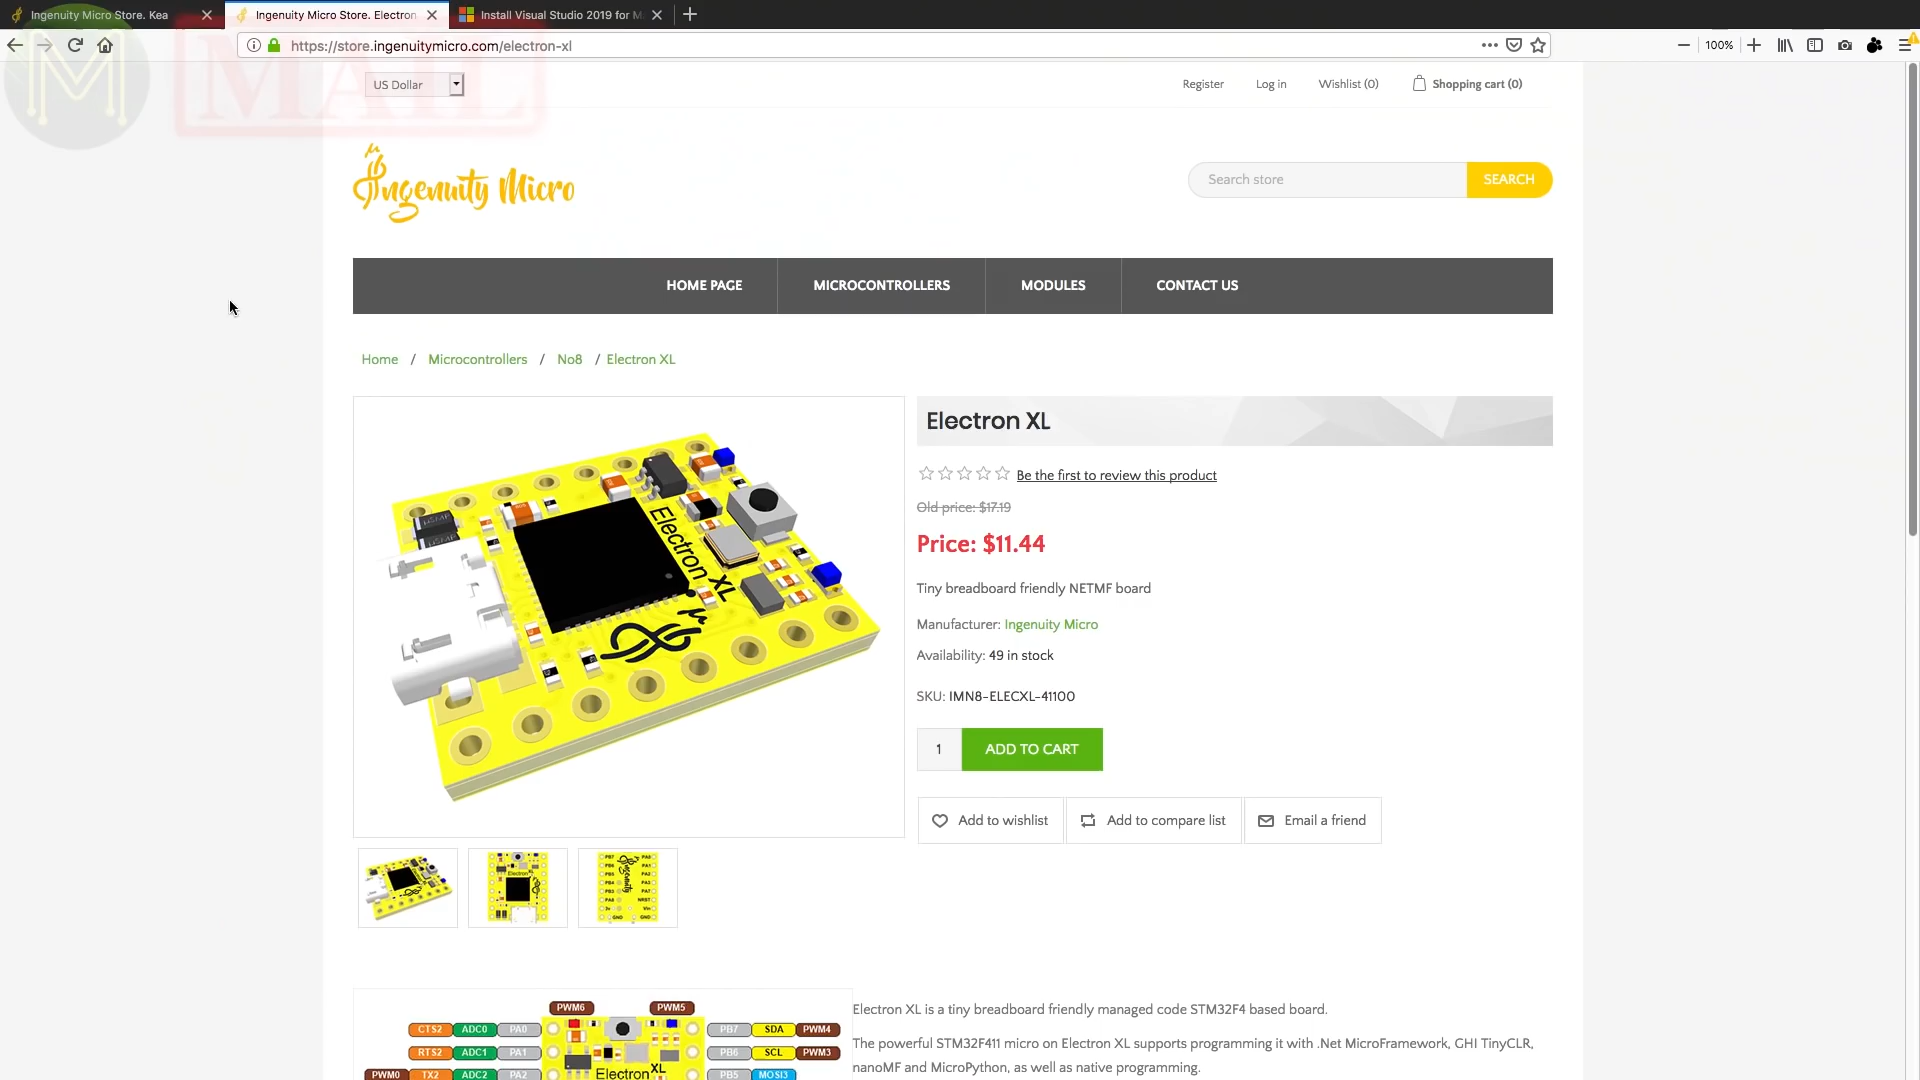 Ingenuity Micro Store. Kea
Ingenuity Micro Store. Electron
Install Visual Studio 2019 for M
https://store.ingenuitymicro.com/electron-xl
100%
M
MAIL
US Dollar
Register
Log in
Wishlist (0)
Shopping cart (0)
Ingenuity Micro
Search store
SEARCH
HOME PAGE
MICROCONTROLLERS
MODULES
CONTACT US
Home / Microcontrollers / No8 / Electron XL
Electron XL
Be the first to review this product
Old price: $17.19
Price: $11.44
Tiny breadboard friendly NETMF board
Manufacturer: Ingenuity Micro
Availability: 49 in stock
SKU: IMN8-ELECXL-41100
1
ADD TO CART
Add to wishlist
Add to compare list
Email a friend
Electron XL
PWM6 PWM5
CTS2 ADC0 PA0 PB7 SDA PWM4
RTS2 ADC1 PA1 PB6 SCL PWM3
PWM0 TX2 ADC2 PA2 Electron XL PB5 MOSI3
Electron XL is a tiny breadboard friendly managed code STM32F4 based board.
The powerful STM32F411 micro on Electron XL supports programming it with .Net MicroFramework, GHI TinyCLR,
nanoMF and MicroPython, as well as native programming.